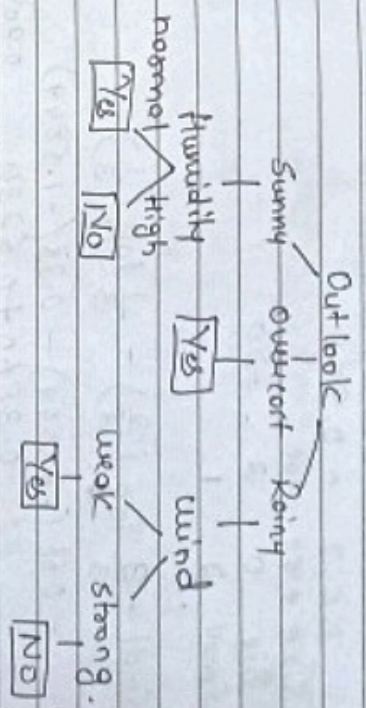 Outlook
Sunny overcast Rainy
Humidity Yes Wind.
normal High weak strong.
Yes No Yes No